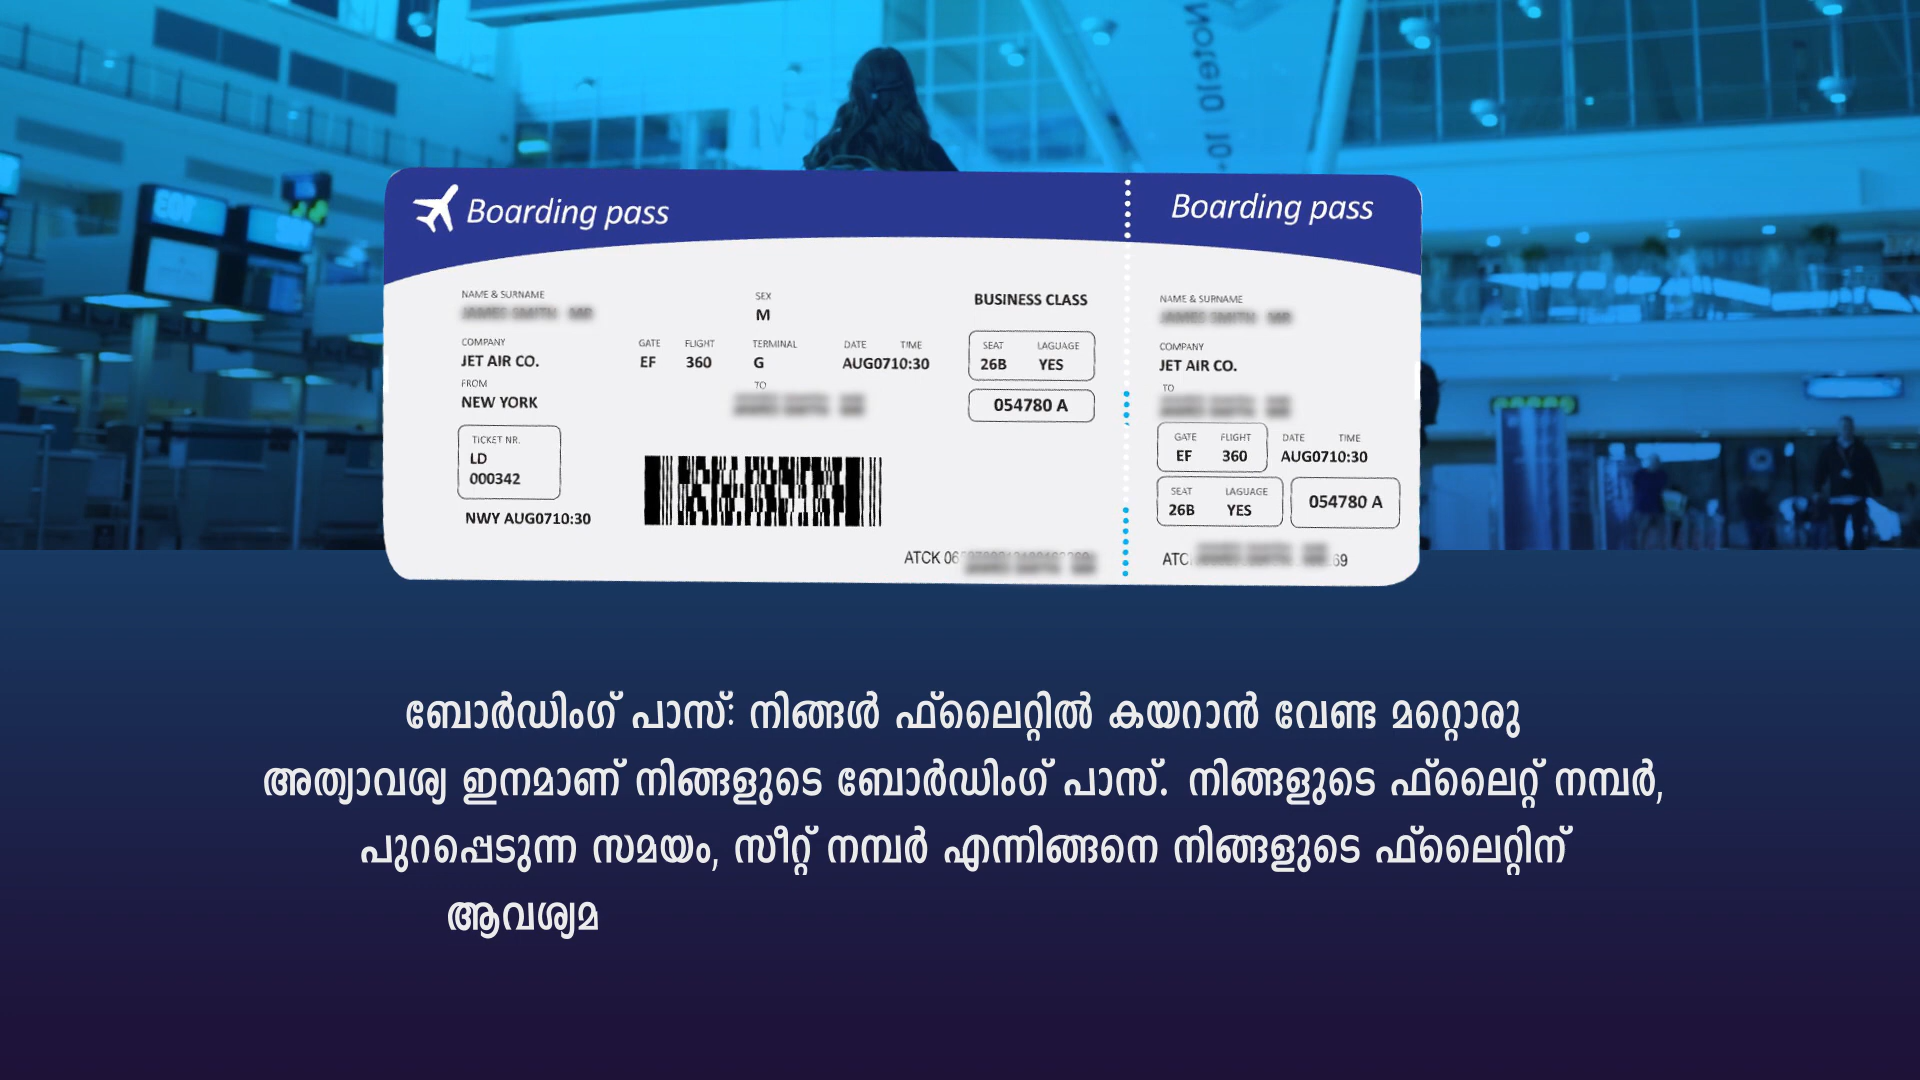 Boarding pass
Boarding pass
NAME & SURNAME
SEX
M
BUSINESS CLASS
COMPANY
JET AIR CO.
GATE FLIGHT TERMINAL DATE TIME
EF 360 G AUG0710:30
SEAT LAGUAGE
26B YES
FROM
NEW YORK
TO
054780 A
TICKET NR.
LD
000342
NWY AUG0710:30
ATCK 06
NAME & SURNAME
COMPANY
JET AIR CO.
TO
GATE FLIGHT DATE TIME
EF 360 AUG0710:30
SEAT LAGUAGE
26B YES
054780 A
ATC 69
ബോർഡിംഗ് പാസ്: നിങ്ങൾ ഫ്ലൈറ്റിൽ കയറാൻ വേണ്ട മറ്റൊരു
അത്യാവശ്യ ഇനമാണ് നിങ്ങളുടെ ബോർഡിംഗ് പാസ്. നിങ്ങളുടെ ഫ്ലൈറ്റ് നമ്പർ,
പുറപ്പെടുന്ന സമയം, സീറ്റ് നമ്പർ എന്നിങ്ങനെ നിങ്ങളുടെ ഫ്ലൈറ്റിന്
ആവശ്യമ